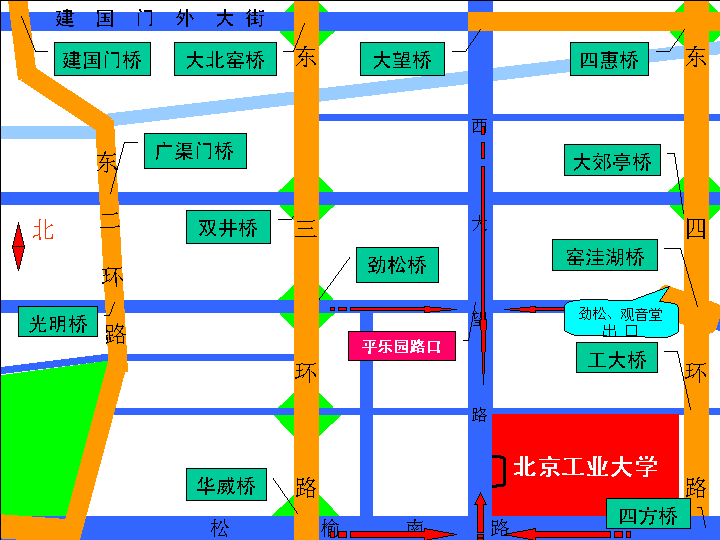 建国门外大街
建国门桥
大北窑桥
大望桥
四惠桥
东三环路
东四环路
西大望路
东二环路
广渠门桥
大郊亭桥
双井桥
北
劲松桥
窑洼湖桥
光明桥
劲松、观音堂
出口
平乐园路口
工大桥
北京工业大学
华威桥
四方桥
松榆南路